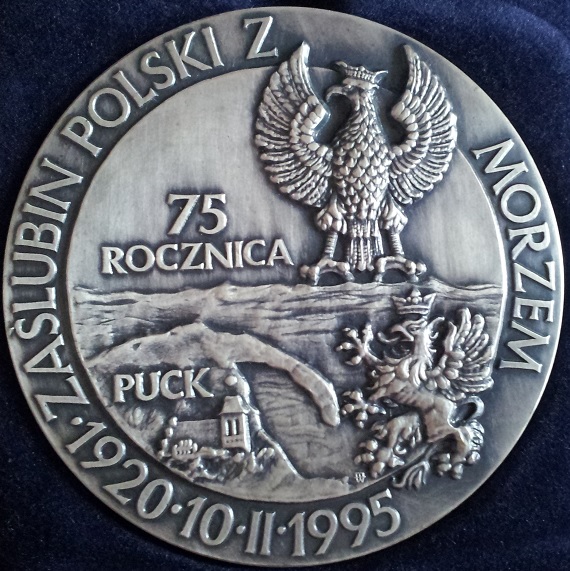 ZAŚLUBIN POLSKI Z MORZEM
75
ROCZNICA
PUCK
·1920·10·II·1995